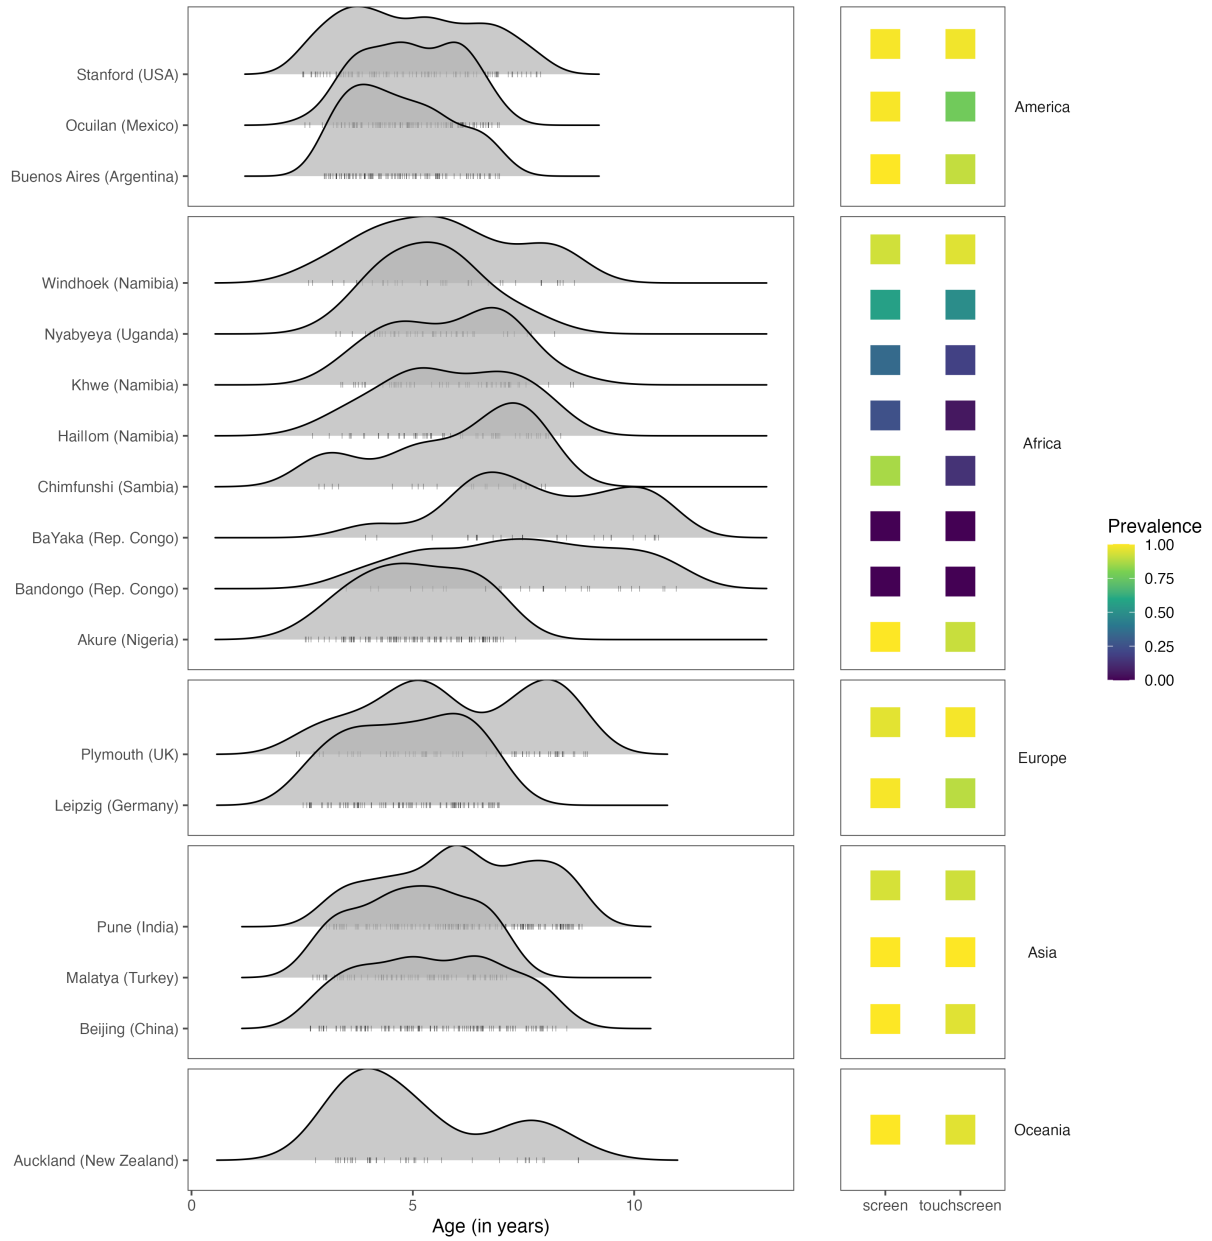 Stanford (USA)
Ocuilan (Mexico)
Buenos Aires (Argentina)
America
Windhoek (Namibia)
Nyabyeya (Uganda)
Khwe (Namibia)
Haillom (Namibia)
Chimfunshi (Sambia)
BaYaka (Rep. Congo)
Bandongo (Rep. Congo)
Akure (Nigeria)
Africa
Prevalence
1.00
0.75
0.50
0.25
0.00
Plymouth (UK)
Leipzig (Germany)
Europe
Pune (India)
Malatya (Turkey)
Beijing (China)
Asia
Auckland (New Zealand)
Oceania
0 5 10
Age (in years)
screen touchscreen